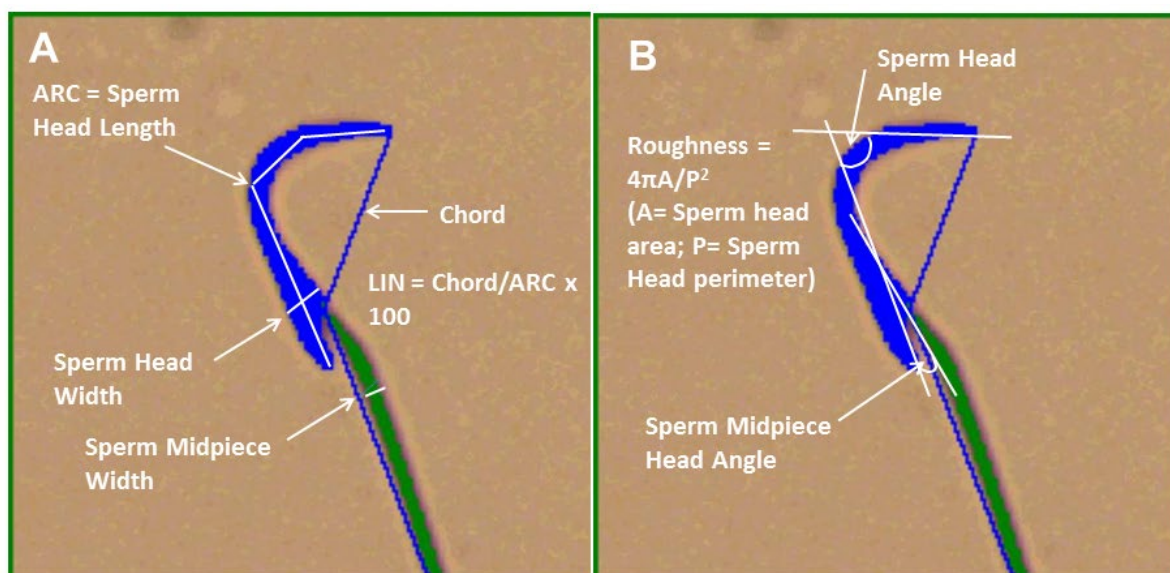 A
ARC = Sperm
Head Length
Chord
LIN = Chord/ARC x
100
Sperm Head
Width
Sperm Midpiece
Width
B
Sperm Head
Angle
Roughness =
4πA/P²
(A= Sperm head
area; P= Sperm
Head perimeter)
Sperm Midpiece
Head Angle